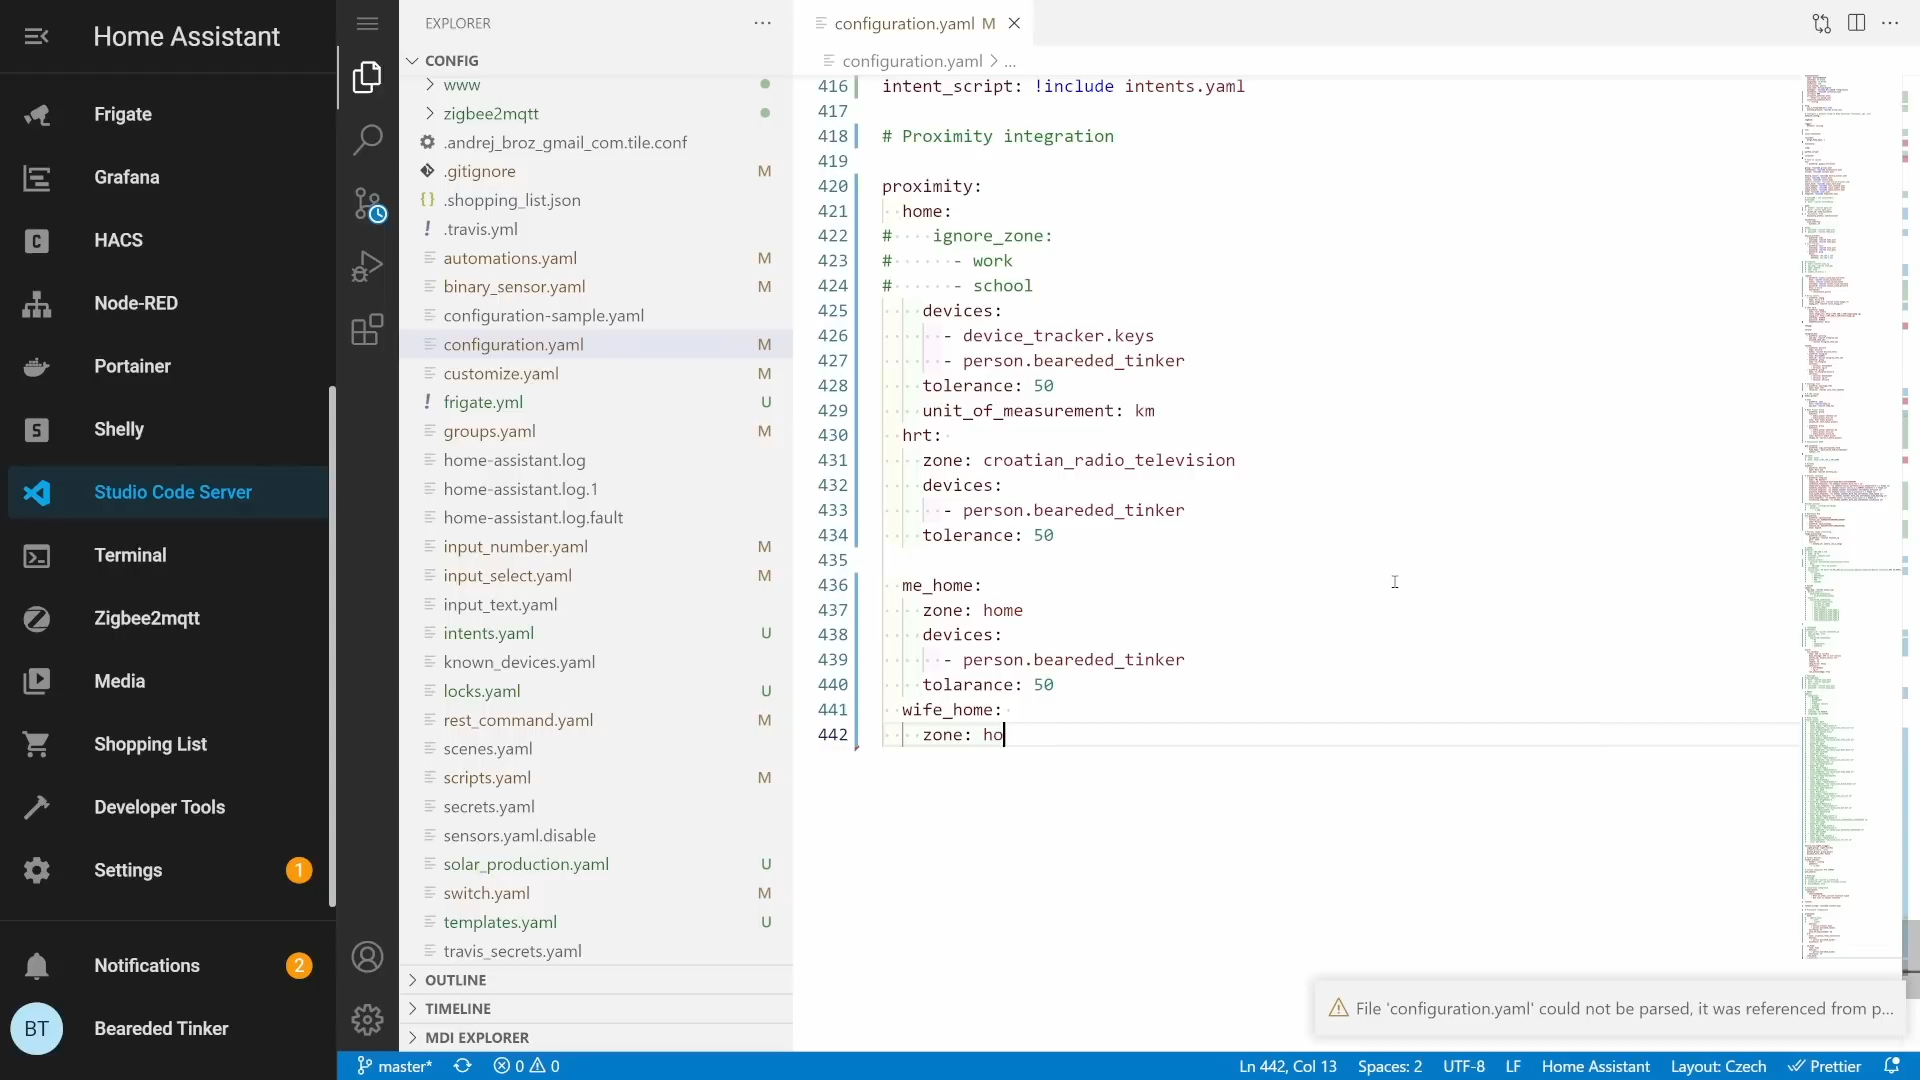 Home Assistant
Frigate
Grafana
HACS
Node-RED
Portainer
Shelly
Studio Code Server
Terminal
Zigbee2mqtt
Media
Shopping List
Developer Tools
Settings 1
Notifications 2
BT Beareded Tinker
EXPLORER
CONFIG
www
zigbee2mqtt
.andrej_broz_gmail_com.tile.conf
.gitignore M
.shopping_list.json
.travis.yml
automations.yaml M
binary_sensor.yaml M
configuration-sample.yaml
configuration.yaml M
customize.yaml M
frigate.yml U
groups.yaml M
home-assistant.log
home-assistant.log.1
home-assistant.log.fault
input_number.yaml M
input_select.yaml M
input_text.yaml
intents.yaml U
known_devices.yaml
locks.yaml U
rest_command.yaml M
scenes.yaml
scripts.yaml M
secrets.yaml
sensors.yaml.disable
solar_production.yaml U
switch.yaml M
templates.yaml U
travis_secrets.yaml
OUTLINE
TIMELINE
MDI EXPLORER
configuration.yaml M
configuration.yaml > ...
416 intent_script: !include intents.yaml
417
418 # Proximity integration
419
420 proximity:
421 home:
422 # ignore_zone:
423 # - work
424 # - school
425 devices:
426 - device_tracker.keys
427 - person.beareded_tinker
428 tolerance: 50
429 unit_of_measurement: km
430 hrt:
431 zone: croatian_radio_television
432 devices:
433 - person.beareded_tinker
434 tolerance: 50
435
436 me_home:
437 zone: home
438 devices:
439 - person.beareded_tinker
440 tolarance: 50
441 wife_home:
442 zone: ho
File 'configuration.yaml' could not be parsed, it was referenced from p...
master* 0 0 Ln 442, Col 13 Spaces: 2 UTF-8 LF Home Assistant Layout: Czech Prettier